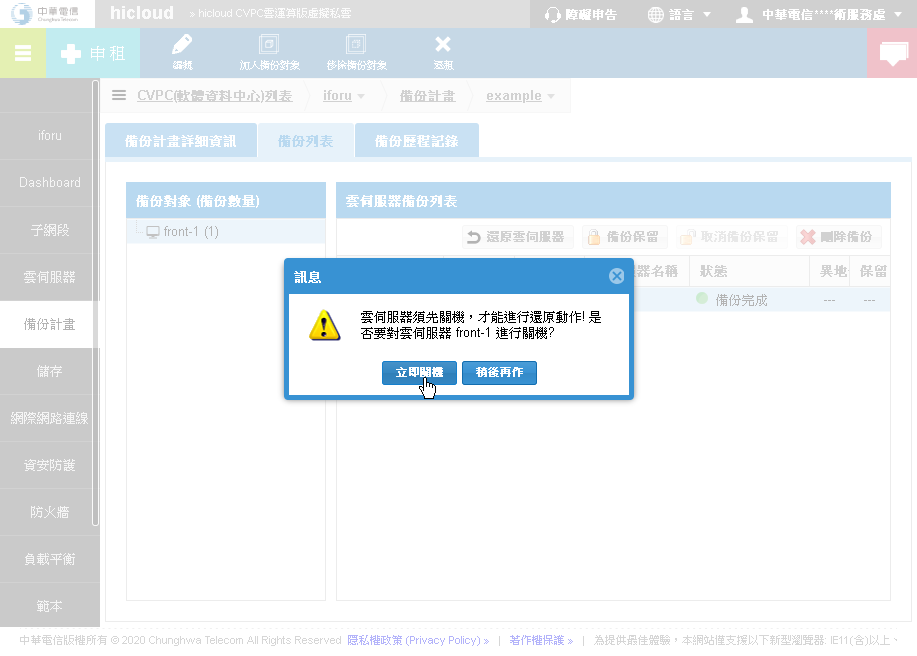 中華電信
Chunghwa Telecom
hicloud
» hicloud CVPC雲運算版虛擬私雲
障礙申告
語言
中華電信****術服務處
申租
編輯
加入備份對象
移除備份對象
退租
CVPC(軟體資料中心)列表
iforu
備份計畫
example
iforu
Dashboard
子網段
雲伺服器
備份計畫
儲存
網際網路連線
資安防護
防火牆
負載平衡
範本
備份計畫詳細資訊
備份列表
備份歷程記錄
備份對象 (備份數量)
front-1 (1)
雲伺服器備份列表
還原雲伺服器
備份保留
取消備份保留
刪除備份
器名稱
狀態
異地
保留
備份完成
---
---
訊息
雲伺服器須先關機，才能進行還原動作! 是
否要對雲伺服器 front-1 進行關機?
立即關機
稍後再作
中華電信版權所有 © 2020 Chunghwa Telecom All Rights Reserved. 隱私權政策 (Privacy Policy) » | 著作權保護 » | 為提供最佳體驗，本網站僅支援以下新型瀏覽器: IE11(含)以上、